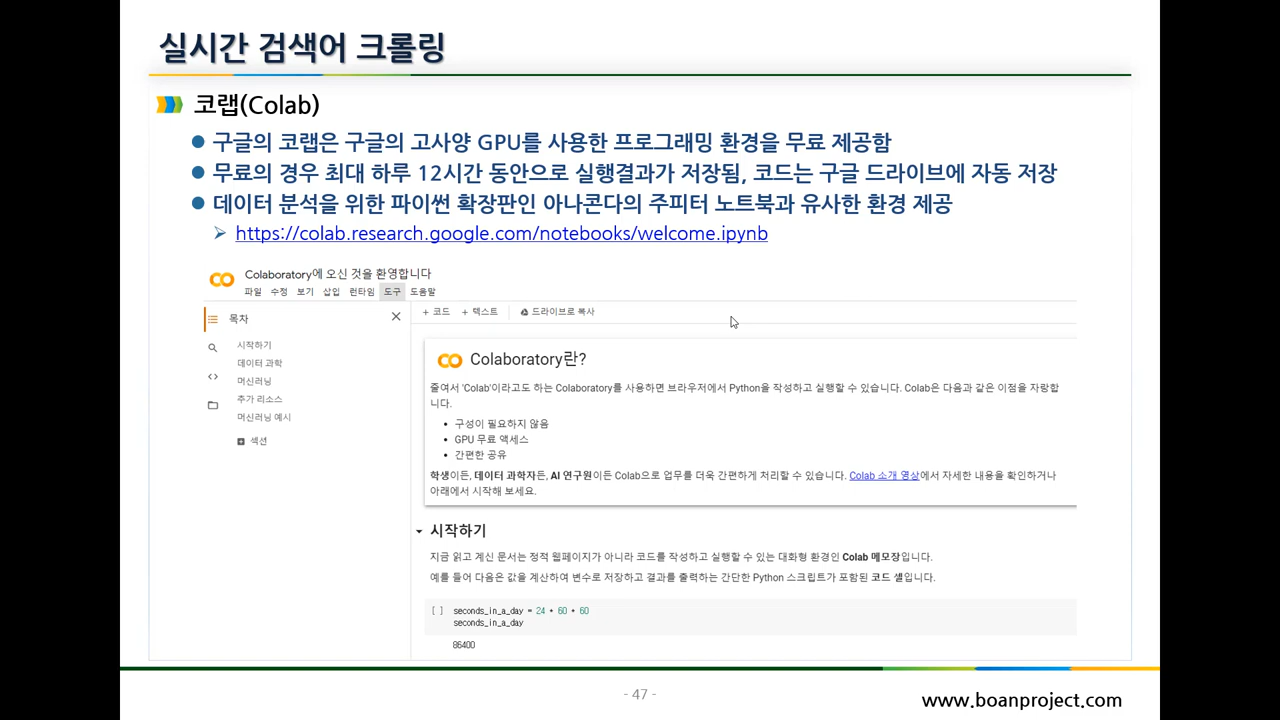 실시간 검색어 크롤링
코랩(Colab)
구글의 코랩은 구글의 고사양 GPU를 사용한 프로그래밍 환경을 무료 제공함
무료의 경우 최대 하루 12시간 동안으로 실행결과가 저장됨, 코드는 구글 드라이브에 자동 저장
데이터 분석을 위한 파이썬 확장판인 아나콘다의 주피터 노트북과 유사한 환경 제공
https://colab.research.google.com/notebooks/welcome.ipynb
Colaboratory에 오신 것을 환영합니다
파일 수정 보기 삽입 런타임 도구 도움말
목차
시작하기
데이터 과학
머신러닝
추가 리소스
머신러닝 예시
섹션
+ 코드 + 텍스트 드라이브로 복사
Colaboratory란?
줄여서 'Colab'이라고도 하는 Colaboratory를 사용하면 브라우저에서 Python을 작성하고 실행할 수 있습니다. Colab은 다음과 같은 이점을 자랑합
니다.
• 구성이 필요하지 않음
• GPU 무료 액세스
• 간편한 공유
학생이든, 데이터 과학자든, AI 연구원이든 Colab으로 업무를 더욱 간편하게 처리할 수 있습니다. Colab 소개 영상에서 자세한 내용을 확인하거나
아래에서 시작해 보세요.
시작하기
지금 읽고 계신 문서는 정적 웹페이지가 아니라 코드를 작성하고 실행할 수 있는 대화형 환경인 Colab 메모장입니다.
예를 들어 다음은 값을 계산하여 변수로 저장하고 결과를 출력하는 간단한 Python 스크립트가 포함된 코드 셀입니다.
[ ] seconds_in_a_day = 24 * 60 * 60
seconds_in_a_day
86400
- 47 -
www.boanproject.com